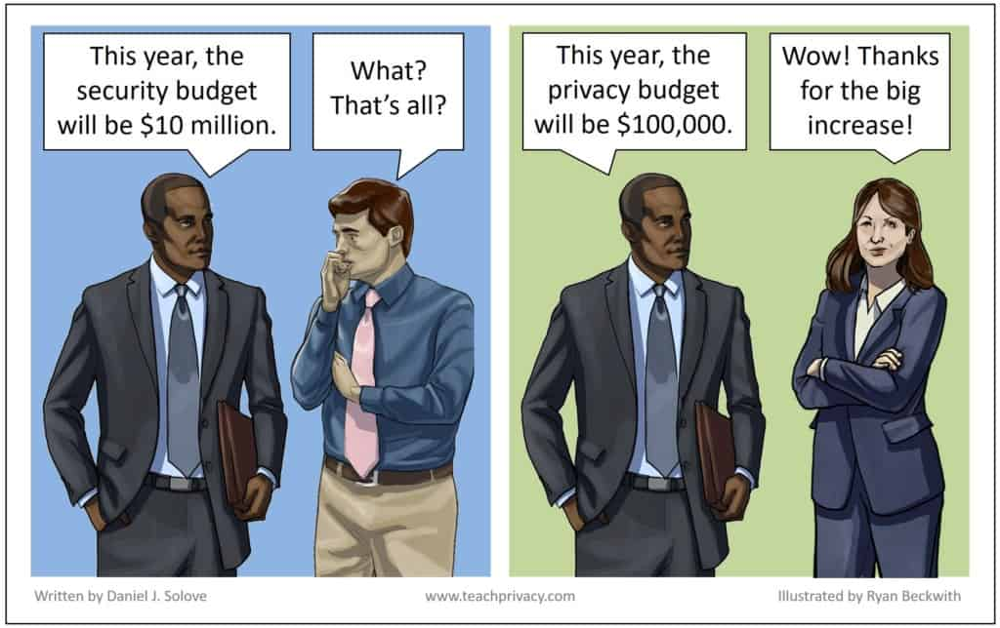 This year, the
security budget
will be $10 million.
What?
That's all?
This year, the
privacy budget
will be $100,000.
Wow! Thanks
for the big
increase!
Written by Daniel J. Solove
www.teachprivacy.com
Illustrated by Ryan Beckwith